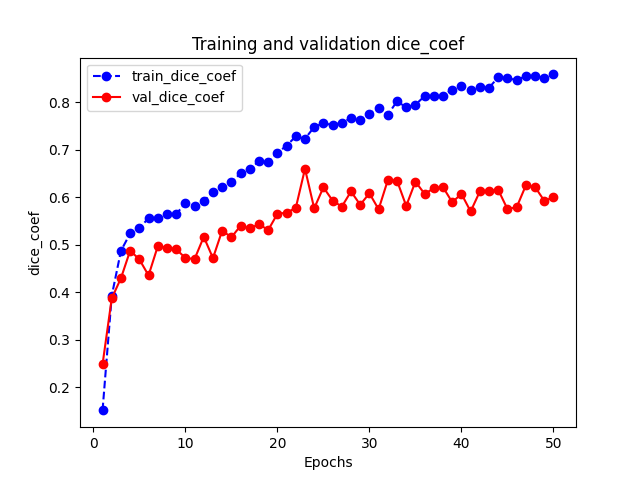 Training and validation dice_coef
train_dice_coef
val_dice_coef
dice_coef
0.8
0.7
0.6
0.5
0.4
0.3
0.2
0 10 20 30 40 50
Epochs